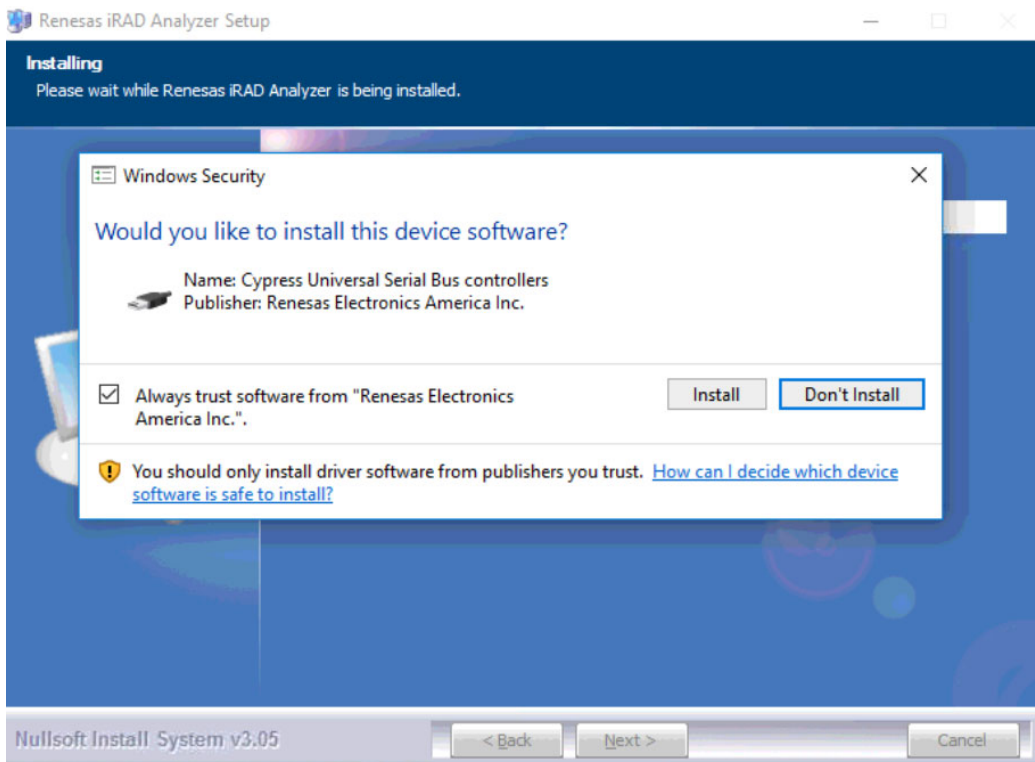 Renesas iRAD Analyzer Setup
Installing
Please wait while Renesas iRAD Analyzer is being installed.
Windows Security
Would you like to install this device software?
Name: Cypress Universal Serial Bus controllers
Publisher: Renesas Electronics America Inc.
Always trust software from "Renesas Electronics
America Inc.".
Install
Don't Install
You should only install driver software from publishers you trust. How can I decide which device
software is safe to install?
Nullsoft Install System v3.05
< Back
Next >
Cancel